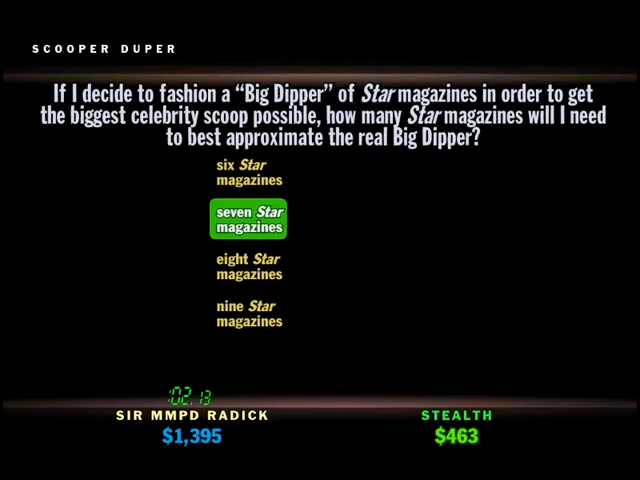 SCOOPER DUPER
If I decide to fashion a “Big Dipper” of Star magazines in order to get
the biggest celebrity scoop possible, how many Star magazines will I need
to best approximate the real Big Dipper?
six Star
magazines
seven Star
magazines
eight Star
magazines
nine Star
magazines
:02.13
SIR MMPD RADICK
$1,395
STEALTH
$463